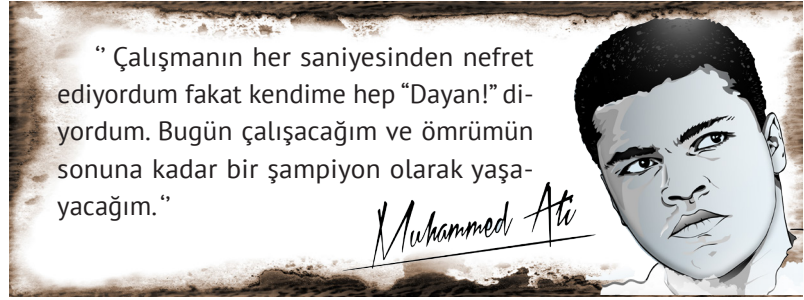 ‘’ Çalışmanın her saniyesinden nefret
ediyordum fakat kendime hep “Dayan!” di-
yordum. Bugün çalışacağım ve ömrümün
sonuna kadar bir şampiyon olarak yaşa-
yacağım. ‘’
Muhammed Ali